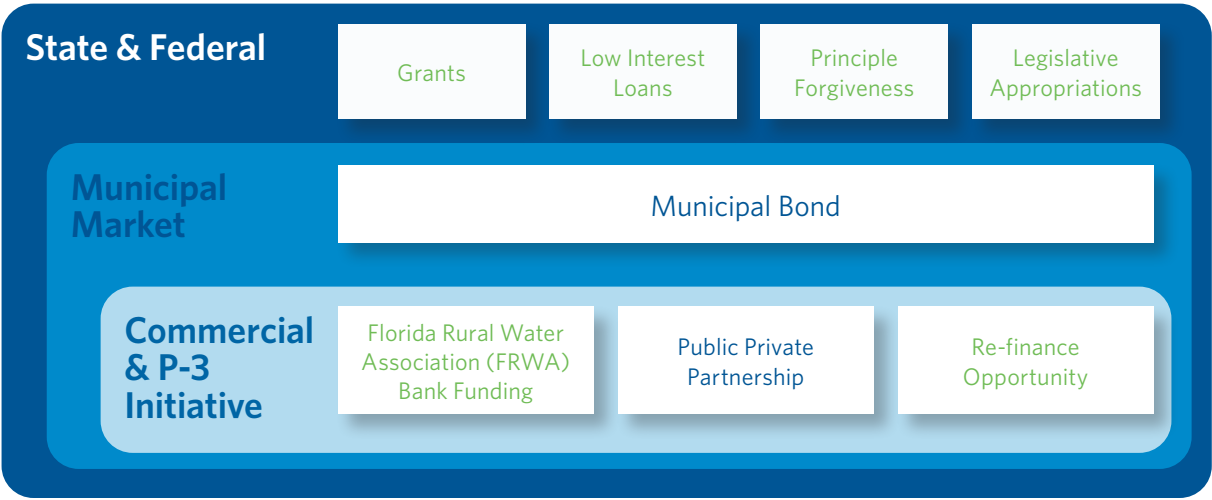 State & Federal
Grants
Low Interest
Loans
Principle
Forgiveness
Legislative
Appropriations
Municipal
Market
Municipal Bond
Commercial
& P-3
Initiative
Florida Rural Water
Association (FRWA)
Bank Funding
Public Private
Partnership
Re-finance
Opportunity